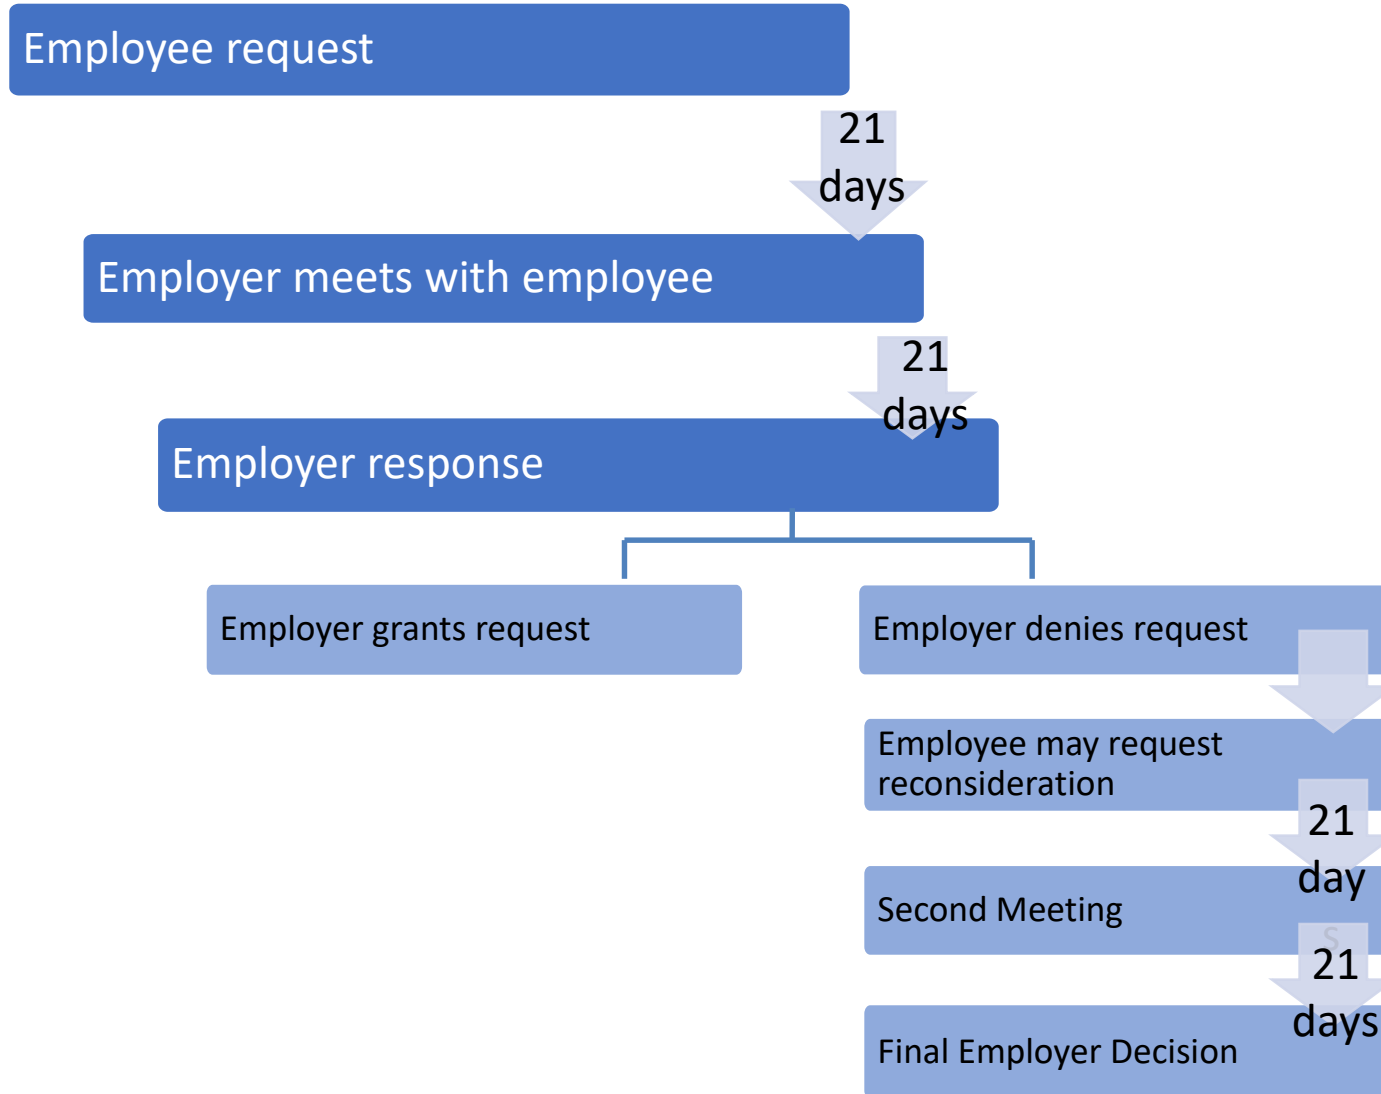 Employee request
21
days
Employer meets with employee
21
days
Employer response
Employer grants request
Employer denies request
Employee may request
reconsideration
21
day
s
Second Meeting
21
days
Final Employer Decision